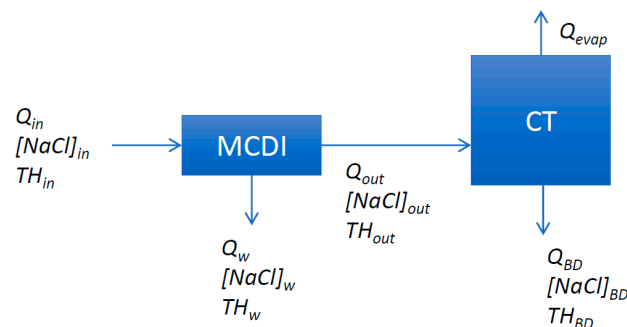 Q_evap
CT
Q_in
[NaCl]_in
TH_in
MCDI
Q_out
[NaCl]_out
TH_out
Q_w
[NaCl]_w
TH_w
Q_BD
[NaCl]_BD
TH_BD